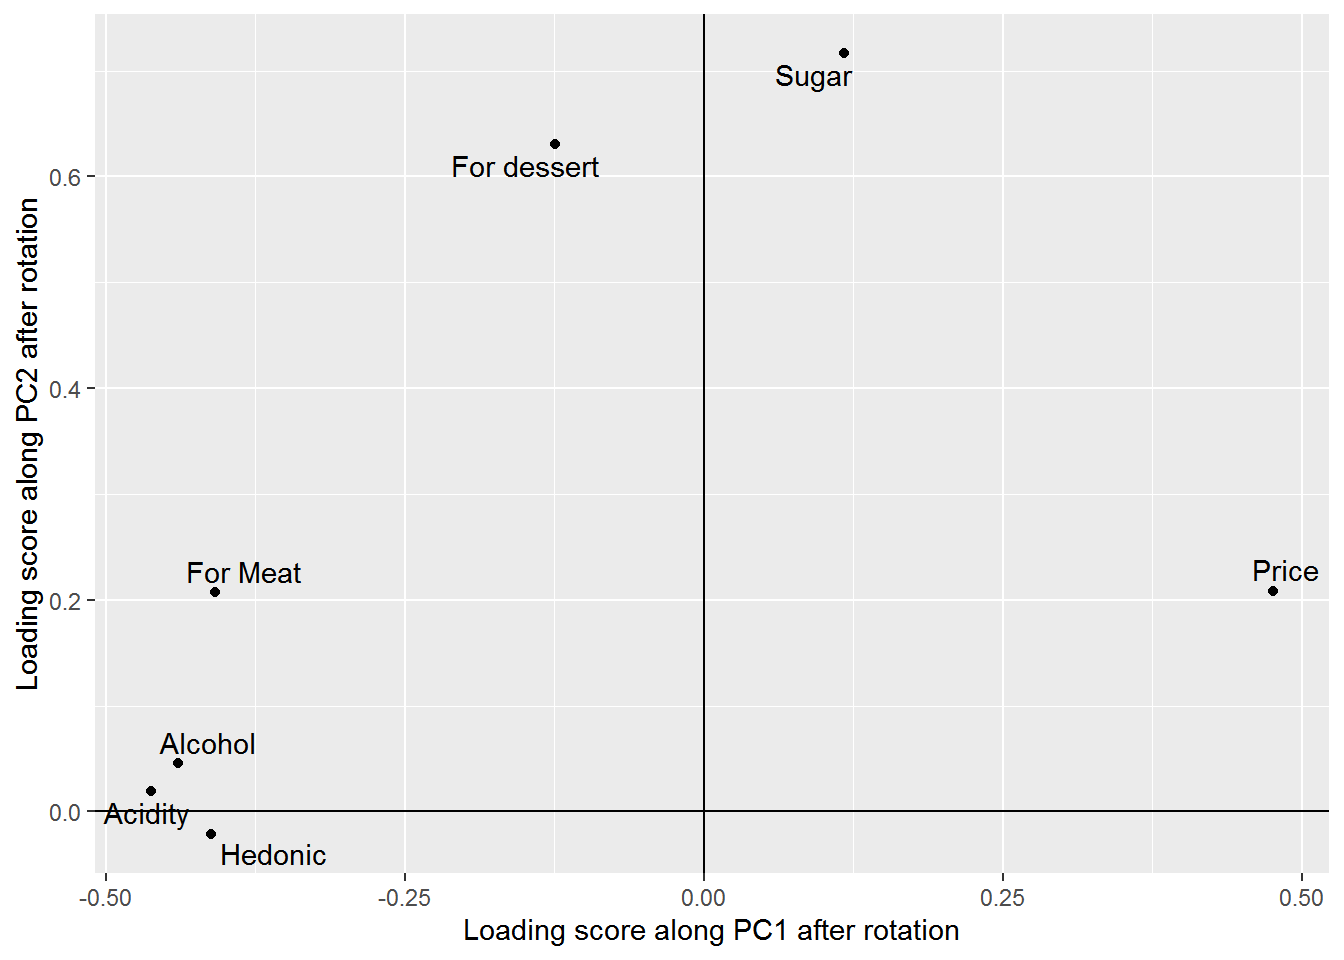 Sugar
For dessert
For Meat
Price
Alcohol
Acidity
Hedonic
0.6
0.4
0.2
0.0
-0.50
-0.25
0.00
0.25
0.50
Loading score along PC1 after rotation
Loading score along PC2 after rotation